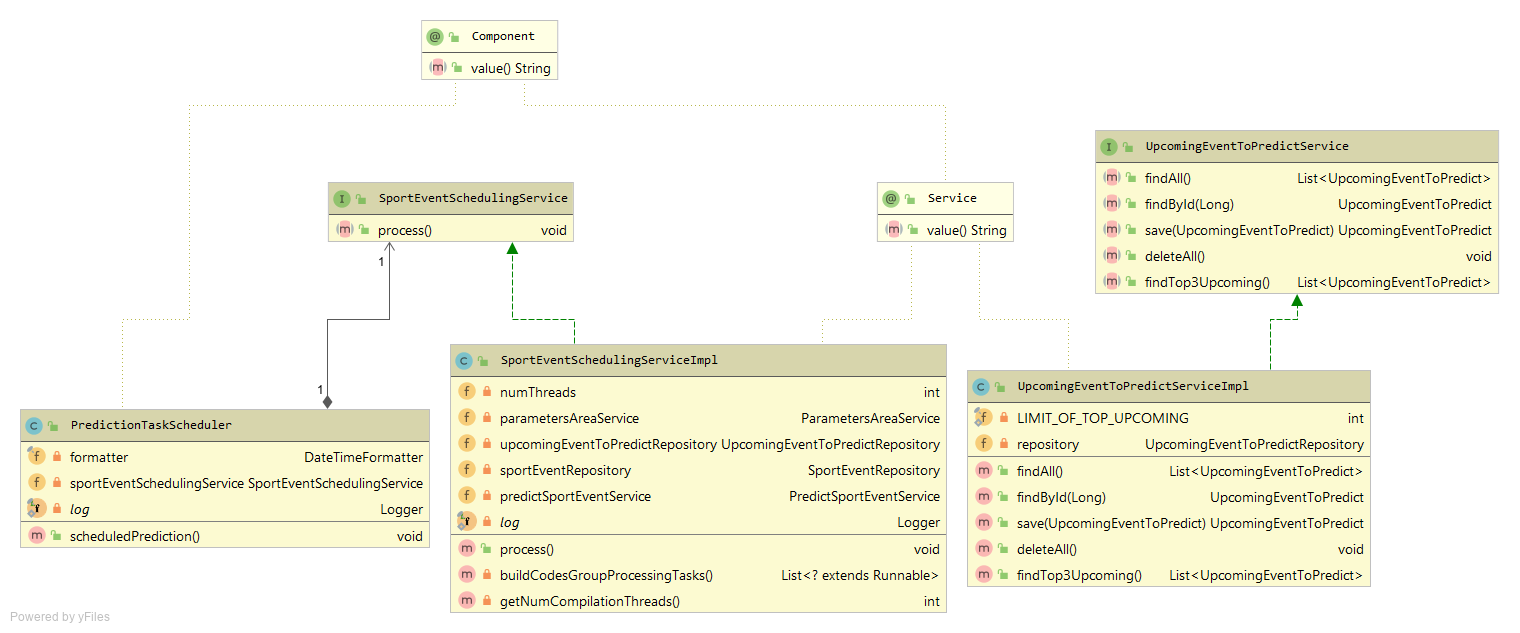 @ Component
m value() String
I UpcomingEventToPredictService
m findAll() List<UpcomingEventToPredict>
m findById(Long) UpcomingEventToPredict
m save(UpcomingEventToPredict) UpcomingEventToPredict
m deleteAll() void
m findTop3Upcoming() List<UpcomingEventToPredict>
I SportEventSchedulingService
m process() void
@ Service
m value() String
1
1
C SportEventSchedulingServiceImpl
f numThreads int
f parametersAreaService ParametersAreaService
f upcomingEventToPredictRepository UpcomingEventToPredictRepository
f sportEventRepository SportEventRepository
f predictSportEventService PredictSportEventService
f log Logger
m process() void
m buildCodesGroupProcessingTasks() List<? extends Runnable>
m getNumCompilationThreads() int
C UpcomingEventToPredictServiceImpl
f LIMIT_OF_TOP_UPCOMING int
f repository UpcomingEventToPredictRepository
m findAll() List<UpcomingEventToPredict>
m findById(Long) UpcomingEventToPredict
m save(UpcomingEventToPredict) UpcomingEventToPredict
m deleteAll() void
m findTop3Upcoming() List<UpcomingEventToPredict>
C PredictionTaskScheduler
f formatter DateTimeFormatter
f sportEventSchedulingService SportEventSchedulingService
f log Logger
m scheduledPrediction() void
Powered by yFiles